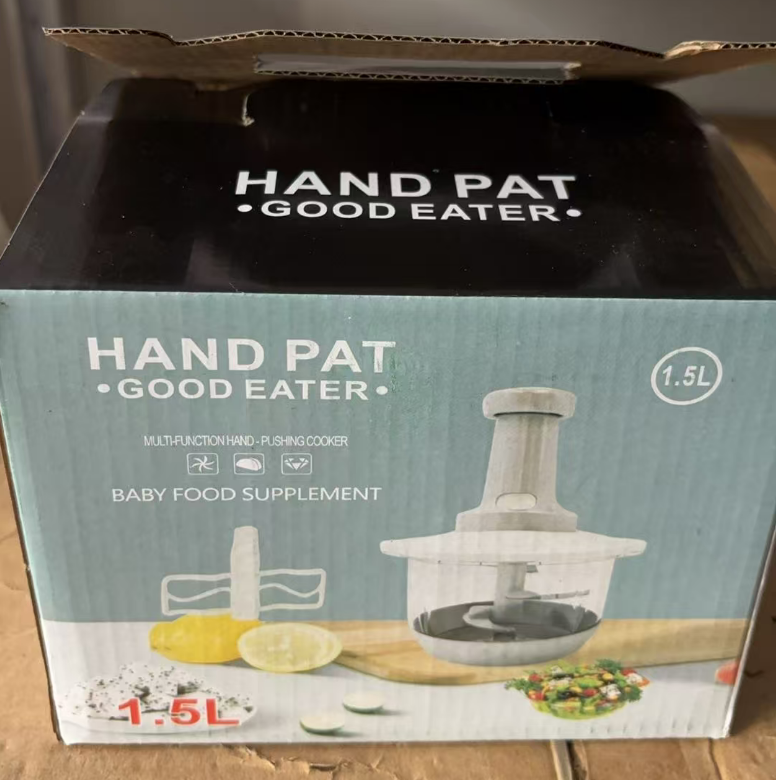 HAND PAT
•GOOD EATER•
HAND PAT
•GOOD EATER•
1.5L
MULTI-FUNCTION HAND - PUSHING COOKER
BABY FOOD SUPPLEMENT
1.5L